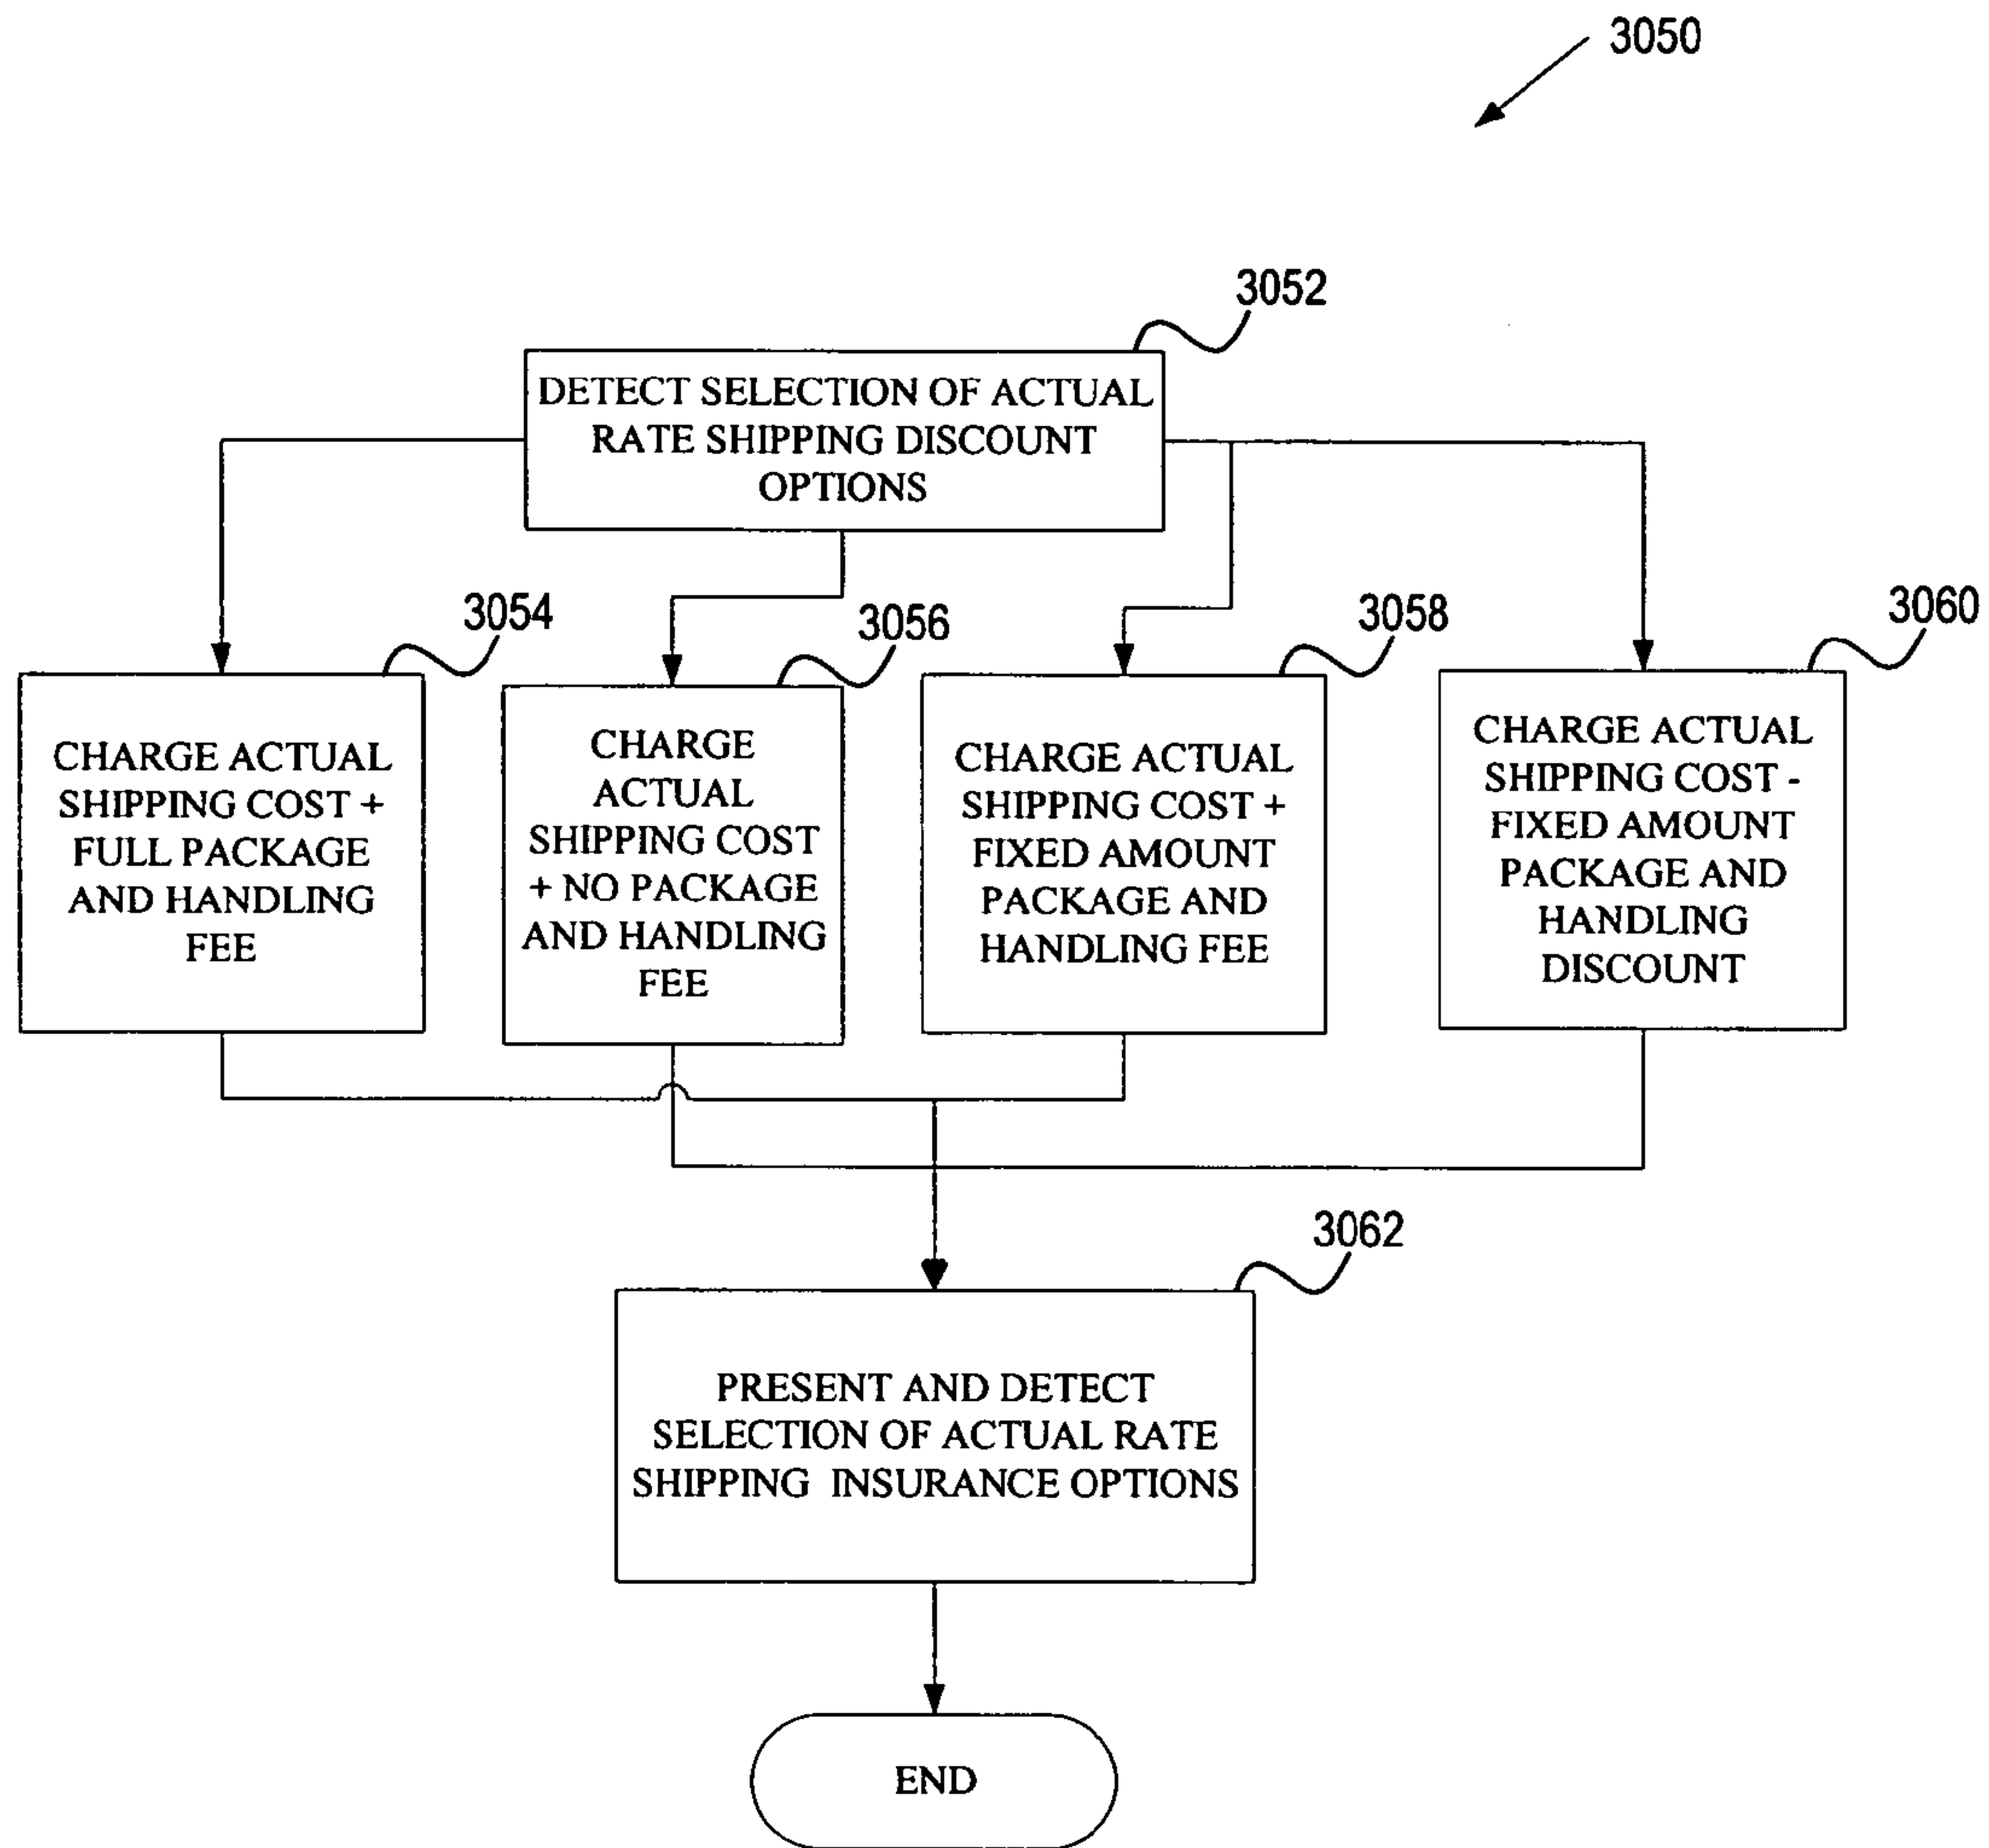 3050
3052
DETECT SELECTION OF ACTUAL
RATE SHIPPING DISCOUNT
OPTIONS
3054
CHARGE ACTUAL
SHIPPING COST +
FULL PACKAGE
AND HANDLING
FEE
3056
CHARGE
ACTUAL
SHIPPING COST
+ NO PACKAGE
AND HANDLING
FEE
3058
CHARGE ACTUAL
SHIPPING COST +
FIXED AMOUNT
PACKAGE AND
HANDLING FEE
3060
CHARGE ACTUAL
SHIPPING COST -
FIXED AMOUNT
PACKAGE AND
HANDLING
DISCOUNT
3062
PRESENT AND DETECT
SELECTION OF ACTUAL RATE
SHIPPING INSURANCE OPTIONS
END